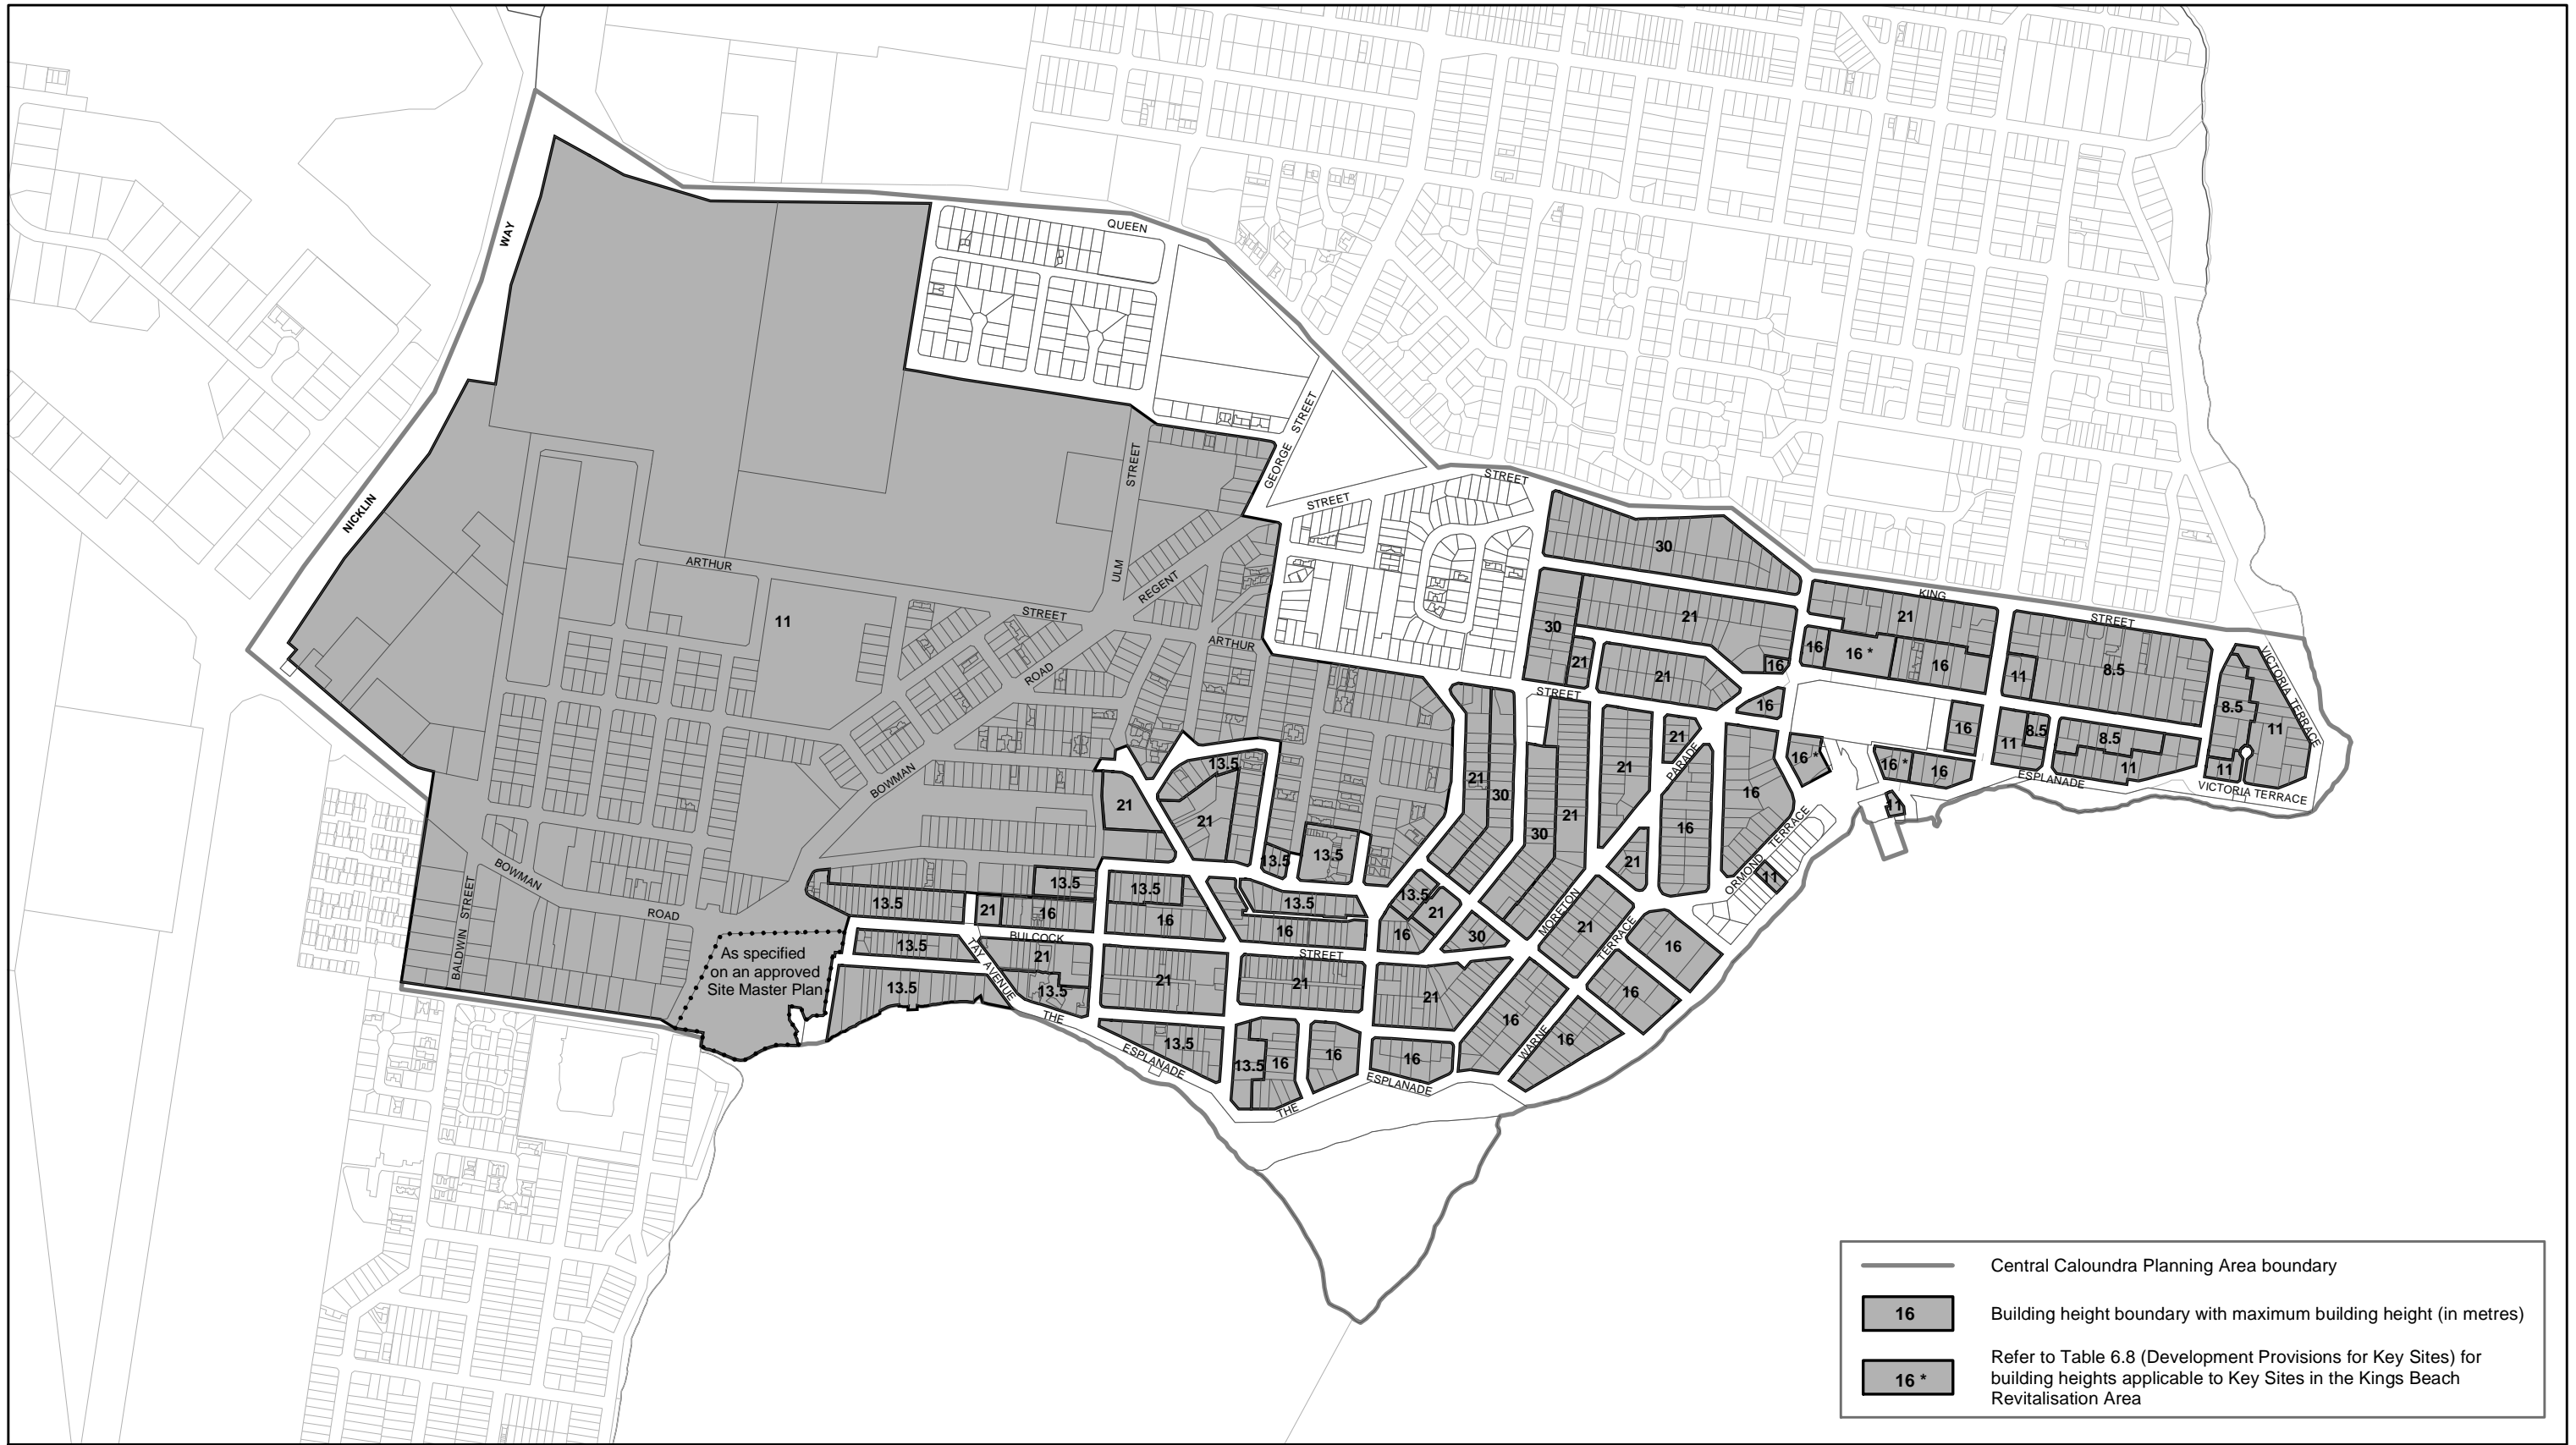 QUEEN
WAY
GEORGE STREET
STREET
STREET
STREET
NICKLIN
30
ARTHUR
ULM
REGENT
STREET
KING
21
30
21
STREET
11
ARTHUR
16
16 *
16
8.5
11
21
21
16
ROAD
VICTORIA TERRACE
STREET
16
8.5
11
16
11
8.5
8.5
11
11
21
PARADE
16 *
16 *
16
ESPLANADE
VICTORIA TERRACE
13.5
21
21
BOWMAN
21
30
21
21
16
16
11
30
21
13.5
13.5
21
ORMOND TERRACE
11
BOWMAN
13.5
13.5
13.5
13.5
21
16
16
13.5
16
16
21
30
MORETON
21
TERRACE
16
BALDWIN STREET
ROAD
BULCOCK
STREET
As specified
on an approved
Site Master Plan
13.5
TAY AVENUE
21
13.5
21
21
21
16
13.5
16
WARNE
16
THE
ESPLANADE
13.5
13.5
16
16
16
ESPLANADE
THE
Central Caloundra Planning Area boundary
16
Building height boundary with maximum building height (in metres)
16 *
Refer to Table 6.8 (Development Provisions for Key Sites) for
building heights applicable to Key Sites in the Kings Beach
Revitalisation Area